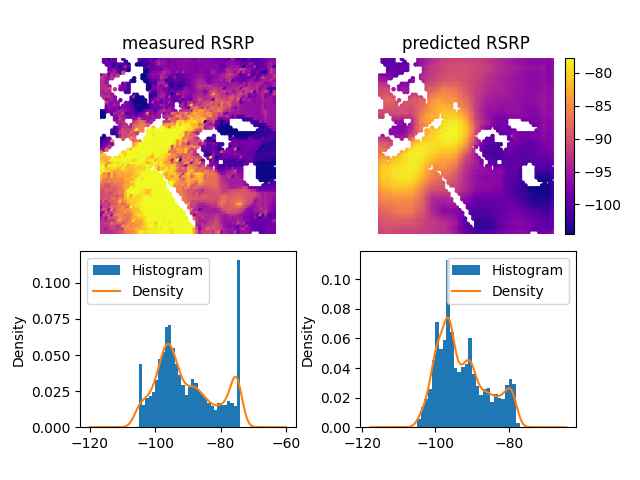 measured RSRP
predicted RSRP
−80
−85
−90
−95
−100
Histogram
Density
Density
0.100
0.075
0.050
0.025
0.000
−120 −100 −80 −60
Histogram
Density
Density
0.10
0.08
0.06
0.04
0.02
0.00
−120 −100 −80